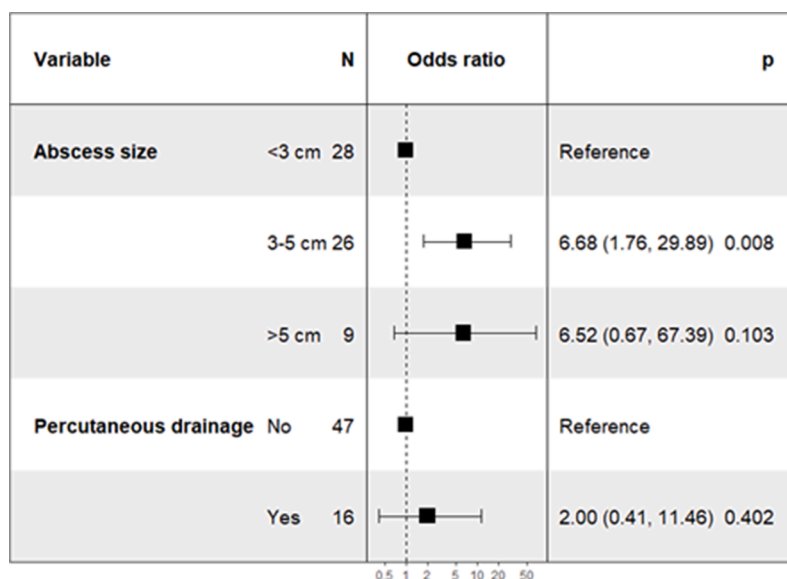 Variable N Odds ratio p
Abscess size <3 cm 28 Reference
3-5 cm 26 6.68 (1.76, 29.89) 0.008
>5 cm 9 6.52 (0.67, 67.39) 0.103
Percutaneous drainage No 47 Reference
Yes 16 2.00 (0.41, 11.46) 0.402
0.5 1 2 5 10 20 50